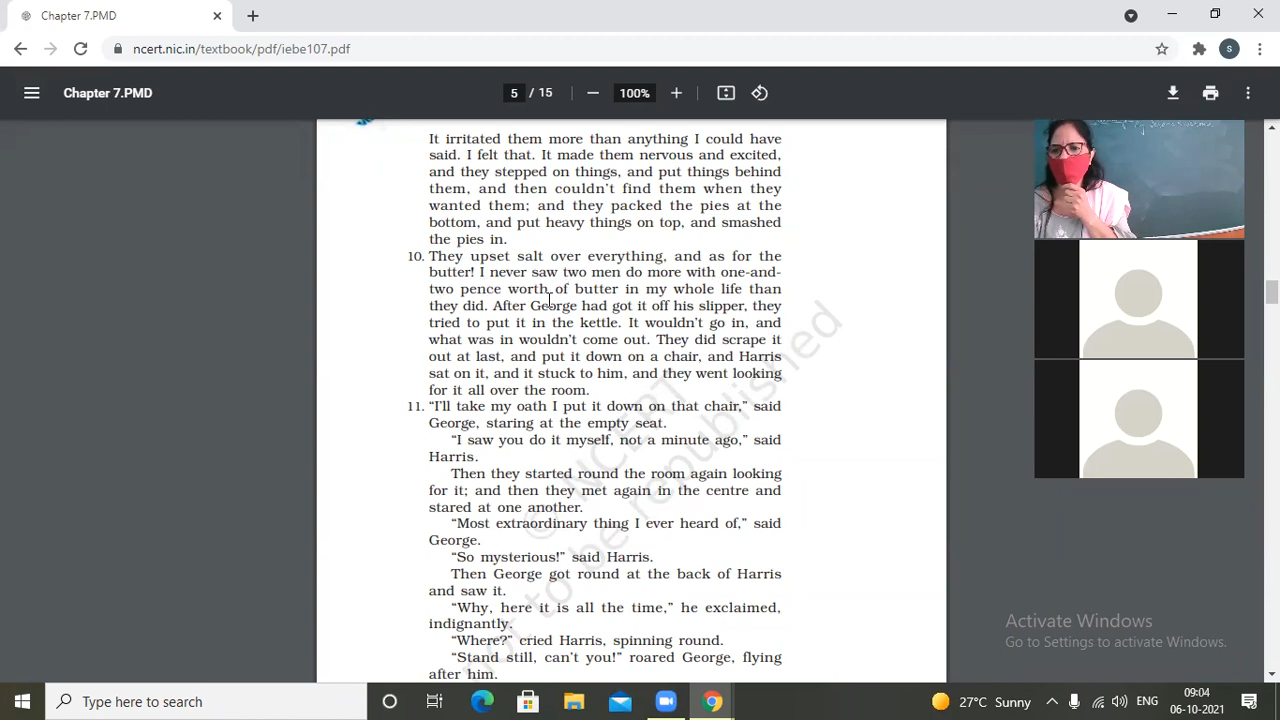 Chapter 7.PMD
ncert.nic.in/textbook/pdf/iebe107.pdf
S
Chapter 7.PMD
5 / 15
100%
It irritated them more than anything I could have
said. I felt that. It made them nervous and excited,
and they stepped on things, and put things behind
them, and then couldn't find them when they
wanted them; and they packed the pies at the
bottom, and put heavy things on top, and smashed
the pies in.
10. They upset salt over everything, and as for the
butter! I never saw two men do more with one-and-
two pence worth of butter in my whole life than
they did. After George had got it off his slipper, they
tried to put it in the kettle. It wouldn't go in, and
what was in wouldn't come out. They did scrape it
out at last, and put it down on a chair, and Harris
sat on it, and it stuck to him, and they went looking
for it all over the room.
11. “I'll take my oath I put it down on that chair,” said
George, staring at the empty seat.
“I saw you do it myself, not a minute ago,” said
Harris.
Then they started round the room again looking
for it; and then they met again in the centre and
stared at one another.
“Most extraordinary thing I ever heard of,” said
George.
“So mysterious!” said Harris.
Then George got round at the back of Harris
and saw it.
“Why, here it is all the time,” he exclaimed,
indignantly.
“Where?” cried Harris, spinning round.
“Stand still, can't you!” roared George, flying
after him.
© NCERT
not to be republished
Activate Windows
Go to Settings to activate Windows.
Type here to search
27°C Sunny
ENG
09:04
06-10-2021